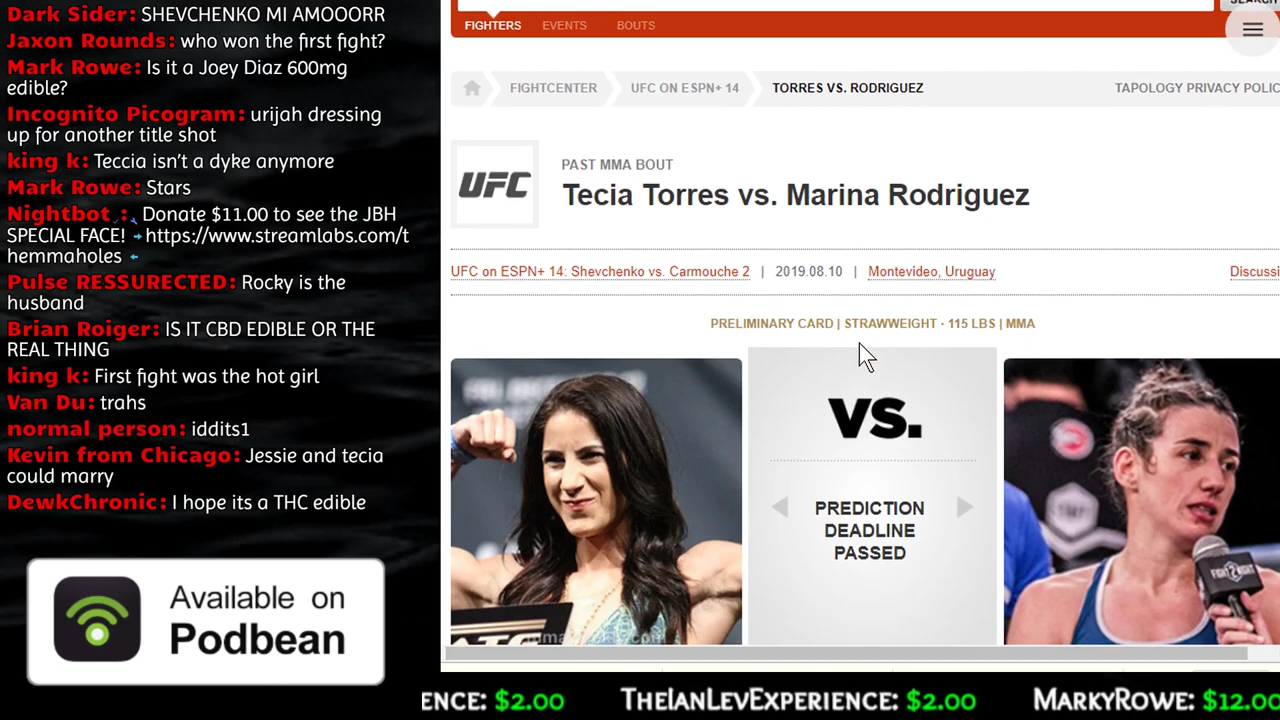 Dark Sider: SHEVCHENKO MI AMOOORR
Jaxon Rounds: who won the first fight?
Mark Rowe: Is it a Joey Diaz 600mg
edible?
Incognito Picogram: urijah dressing
up for another title shot
king k: Teccia isn't a dyke anymore
Mark Rowe: Stars
Nightbot : Donate $11.00 to see the JBH
SPECIAL FACE! → https://www.streamlabs.com/t
hemmaholes ←
Pulse RESSURECTED: Rocky is the
husband
Brian Roiger: IS IT CBD EDIBLE OR THE
REAL THING
king k: First fight was the hot girl
Van Du: trahs
normal person: iddits1
Kevin from Chicago: Jessie and tecia
could marry
DewkChronic: I hope its a THC edible
Available on
Podbean
SEARCH
FIGHTERS EVENTS BOUTS
FIGHTCENTER UFC ON ESPN+ 14 TORRES VS. RODRIGUEZ TAPOLOGY PRIVACY POLIC
UFC
PAST MMA BOUT
Tecia Torres vs. Marina Rodriguez
UFC on ESPN+ 14: Shevchenko vs. Carmouche 2 | 2019.08.10 | Montevideo, Uruguay Discussi
PRELIMINARY CARD | STRAWWEIGHT · 115 LBS | MMA
VS.
PREDICTION
DEADLINE
PASSED
FIGHT NIGHT
ENCE: $2.00 TheIanLevExperience: $2.00 MarkyRowe: $12.00